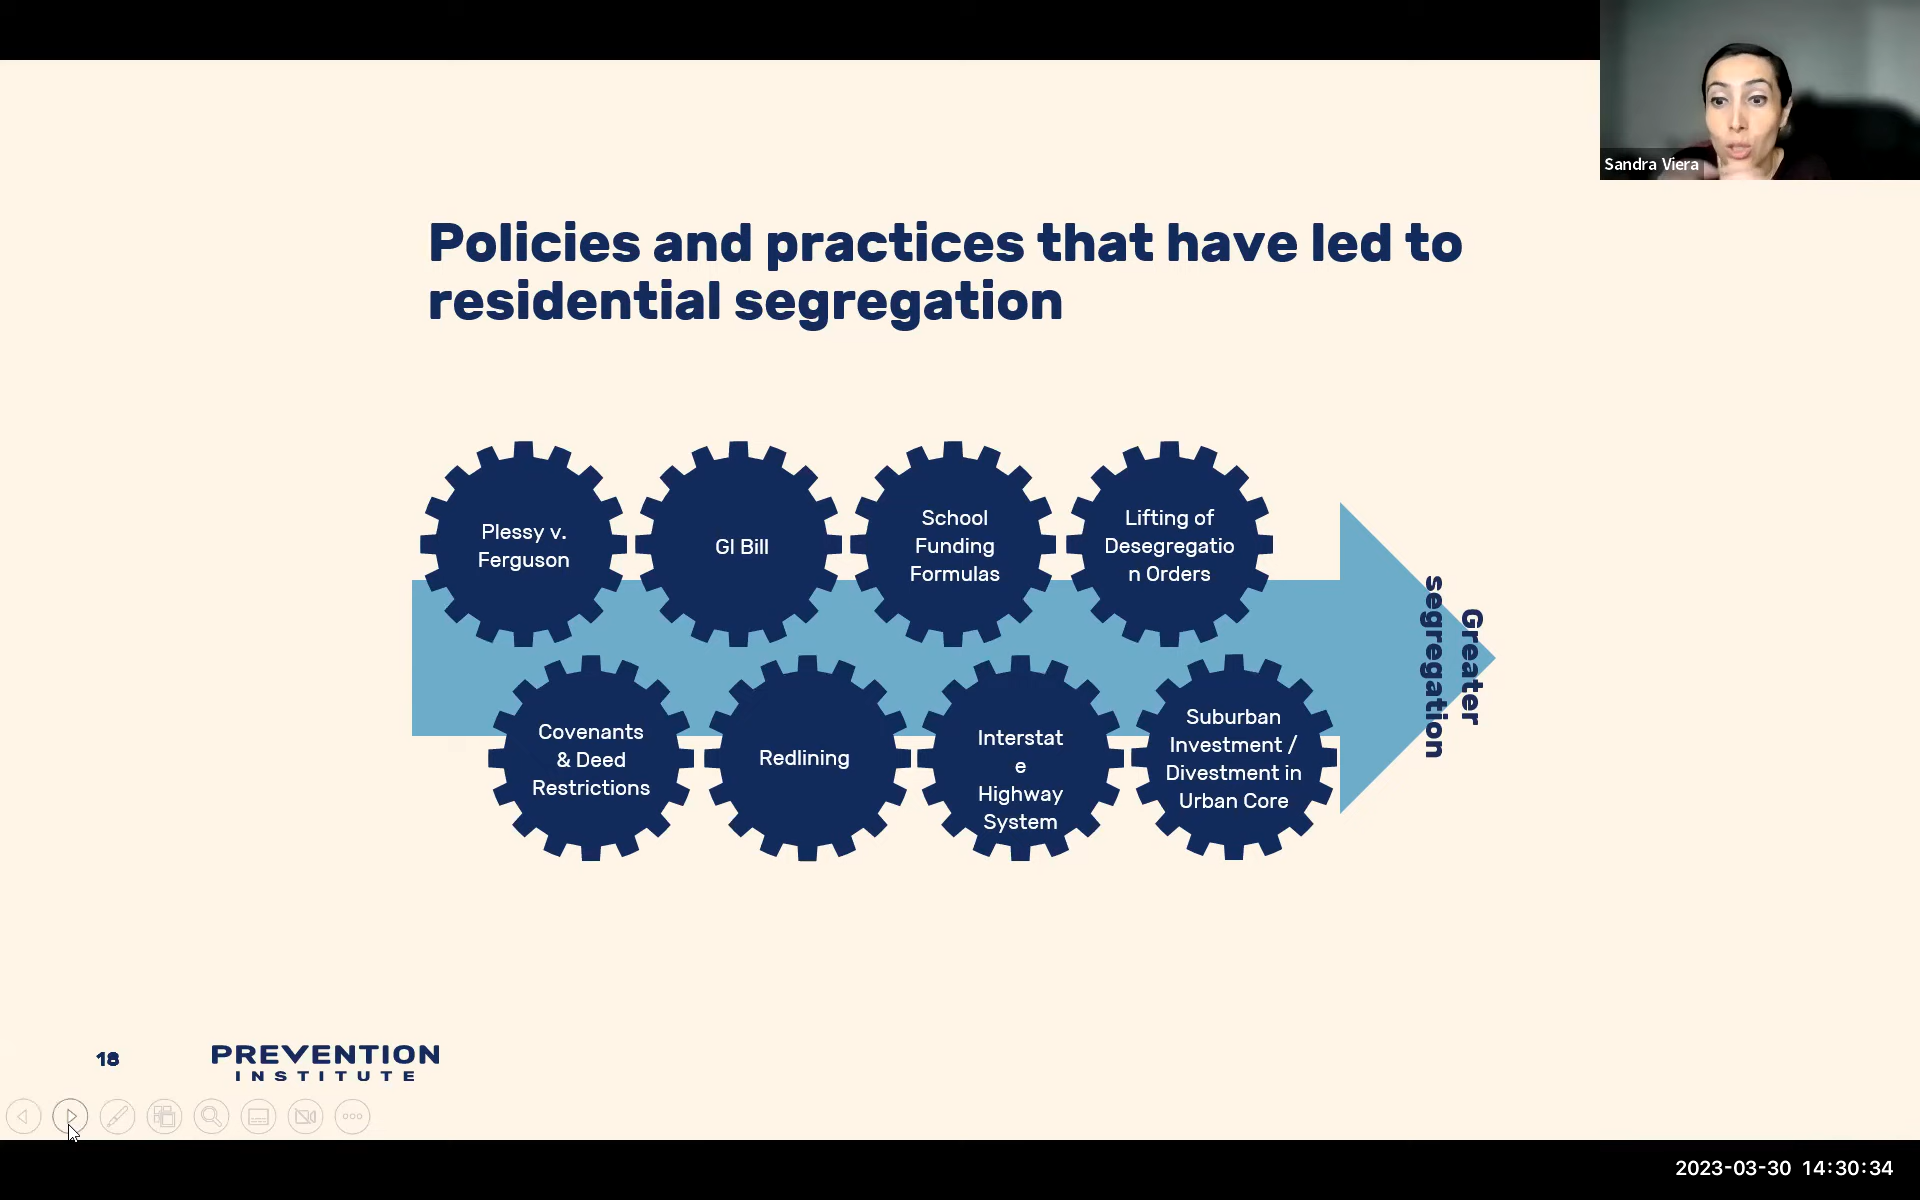 Sandra Viera
Policies and practices that have led to
residential segregation
Plessy v.
Ferguson
GI Bill
School
Funding
Formulas
Lifting of
Desegregatio
n Orders
Covenants
& Deed
Restrictions
Redlining
Interstat
e
Highway
System
Suburban
Investment /
Divestment in
Urban Core
Greater
segregation
18
PREVENTION
INSTITUTE
2023-03-30 14:30:34